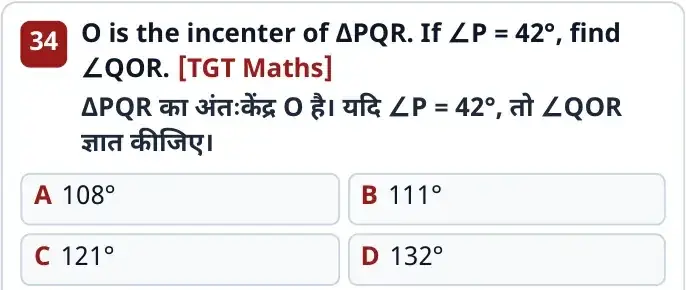 34 O is the incenter of ΔPQR. If ∠P = 42°, find
∠QOR. [TGT Maths]
ΔPQR का अंतःकेंद्र O है। यदि ∠P = 42°, तो ∠QOR
ज्ञात कीजिए।
A 108° B 111°
C 121° D 132°